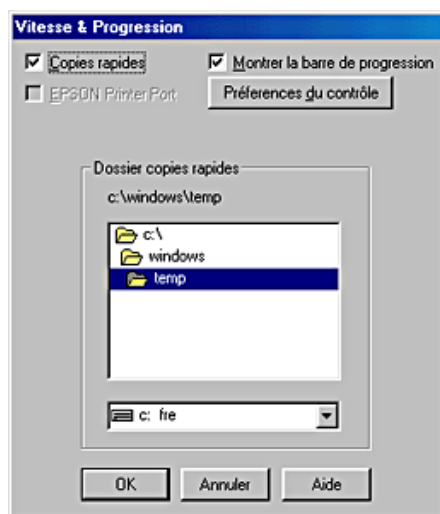 Vitesse & Progression
Copies rapides
Montrer la barre de progression
EPSON Printer Port
Préferences du contrôle
Dossier copies rapides
c:\windows\temp
c:\
windows
temp
c: fre
OK
Annuler
Aide